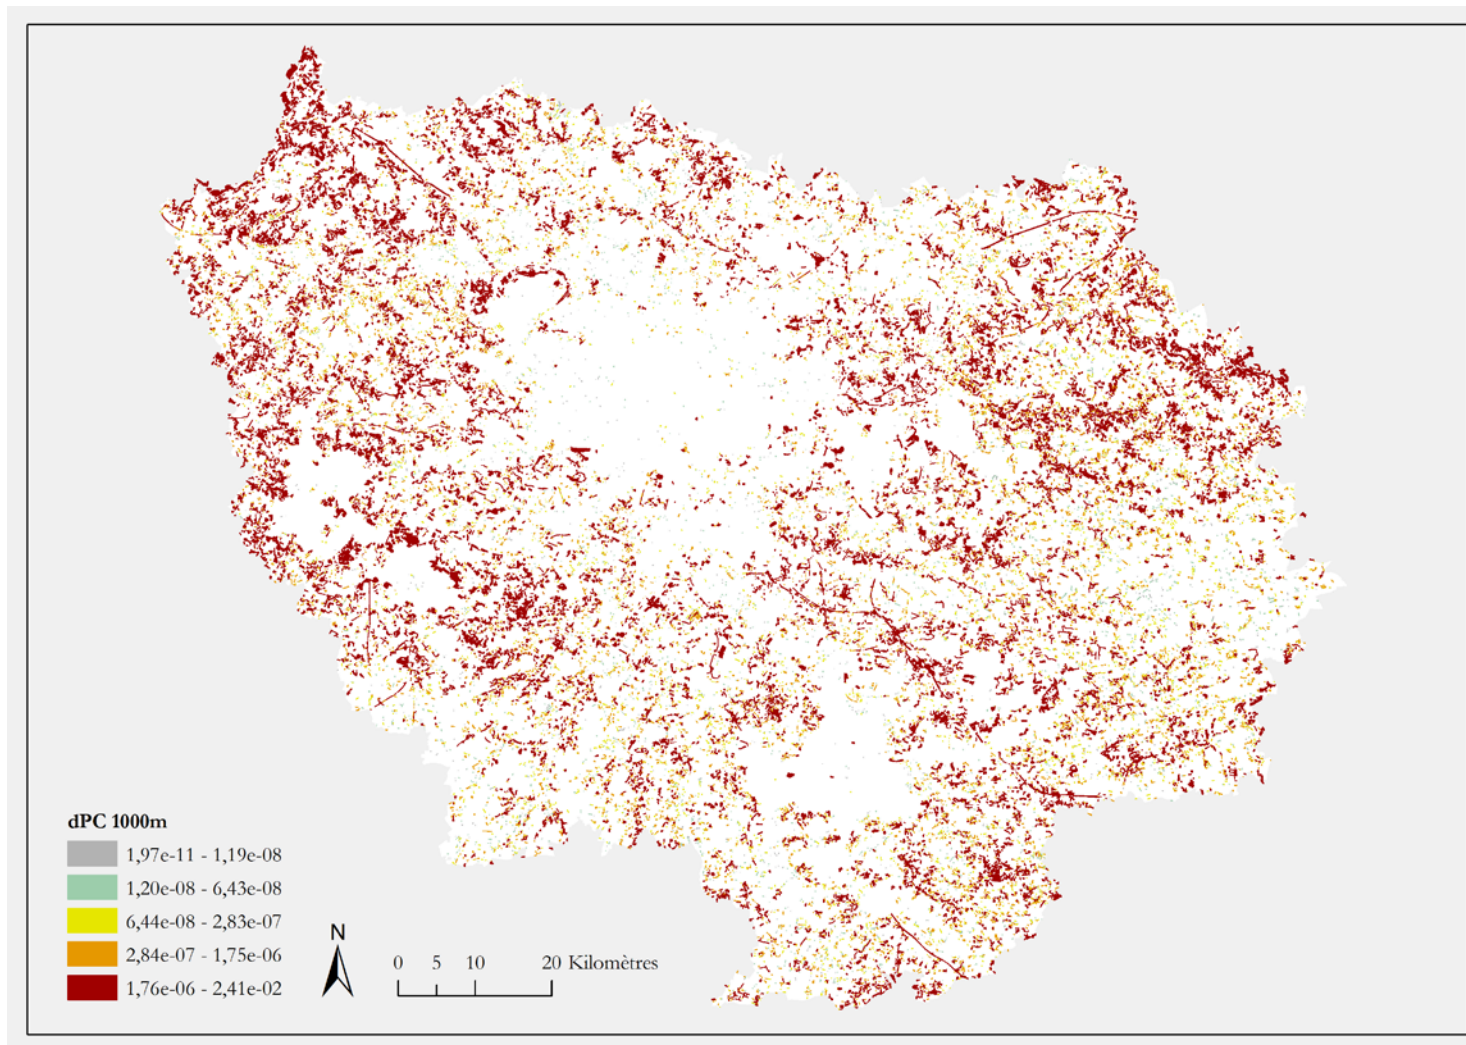 dPC 1000m
1,97e-11 - 1,19e-08
1,20e-08 - 6,43e-08
6,44e-08 - 2,83e-07
2,84e-07 - 1,75e-06
1,76e-06 - 2,41e-02
N
0 5 10 20 Kilomètres